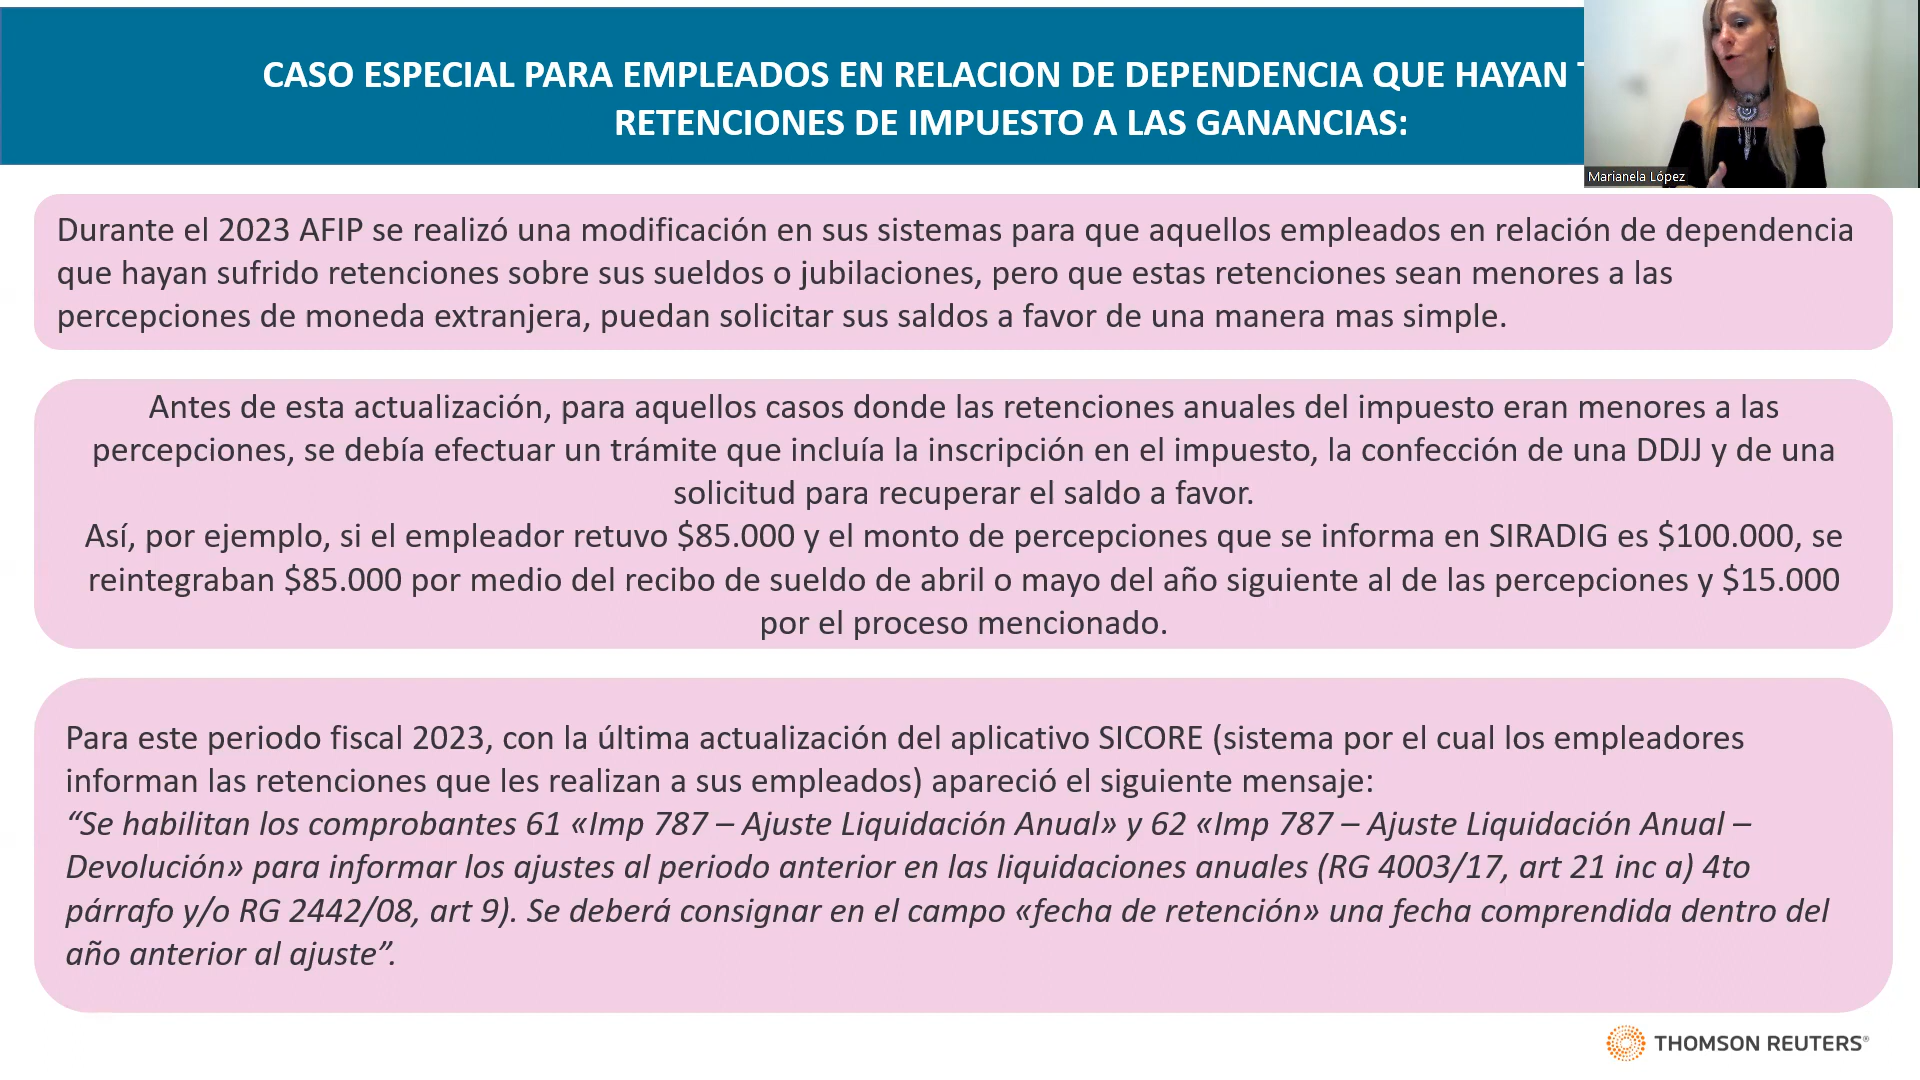 CASO ESPECIAL PARA EMPLEADOS EN RELACION DE DEPENDENCIA QUE HAYAN
RETENCIONES DE IMPUESTO A LAS GANANCIAS:
Marianela López
Durante el 2023 AFIP se realizó una modificación en sus sistemas para que aquellos empleados en relación de dependencia
que hayan sufrido retenciones sobre sus sueldos o jubilaciones, pero que estas retenciones sean menores a las
percepciones de moneda extranjera, puedan solicitar sus saldos a favor de una manera mas simple.
Antes de esta actualización, para aquellos casos donde las retenciones anuales del impuesto eran menores a las
percepciones, se debía efectuar un trámite que incluía la inscripción en el impuesto, la confección de una DDJJ y de una
solicitud para recuperar el saldo a favor.
Así, por ejemplo, si el empleador retuvo $85.000 y el monto de percepciones que se informa en SIRADIG es $100.000, se
reintegraban $85.000 por medio del recibo de sueldo de abril o mayo del año siguiente al de las percepciones y $15.000
por el proceso mencionado.
Para este periodo fiscal 2023, con la última actualización del aplicativo SICORE (sistema por el cual los empleadores
informan las retenciones que les realizan a sus empleados) apareció el siguiente mensaje:
“Se habilitan los comprobantes 61 «Imp 787 – Ajuste Liquidación Anual» y 62 «Imp 787 – Ajuste Liquidación Anual –
Devolución» para informar los ajustes al periodo anterior en las liquidaciones anuales (RG 4003/17, art 21 inc a) 4to
párrafo y/o RG 2442/08, art 9). Se deberá consignar en el campo «fecha de retención» una fecha comprendida dentro del
año anterior al ajuste”.
THOMSON REUTERS®